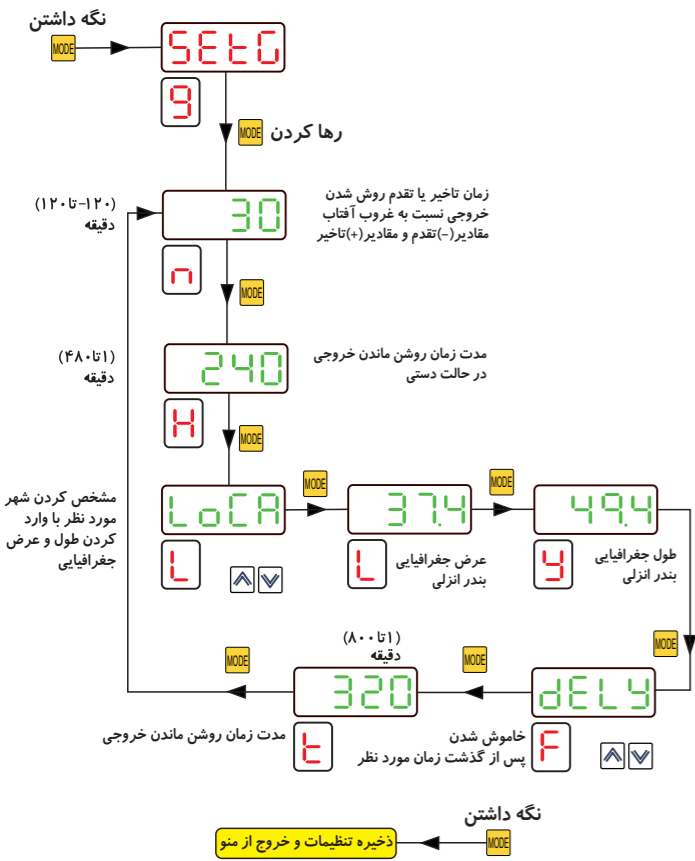 نگه داشتن
MODE
SEtG
g
MODE
رها کردن
(۱۲۰-تا۱۲۰)
دقیقه
30
زمان تاخیر یا تقدم روش شدن
خروجی نسبت به غروب آفتاب
مقادیر(–)تقدم و مقادیر(+)تاخیر
n
MODE
(۱تا۴۸۰)
دقیقه
240
مدت زمان روشن ماندن خروجی
در حالت دستی
H
MODE
مشخص کردن شهر
مورد نظر با وارد
کردن طول و عرض
جغرافیایی
LoCA
L
MODE
37.4
L
عرض جغرافیایی
بندر انزلی
MODE
49.4
y
طول جغرافیایی
بندر انزلی
MODE
dELy
F
خاموش شدن
پس از گذشت زمان مورد نظر
MODE
(۱تا۸۰۰)
دقیقه
320
t
مدت زمان روشن ماندن خروجی
MODE
نگه داشتن
MODE
ذخیره تنظیمات و خروج از منو